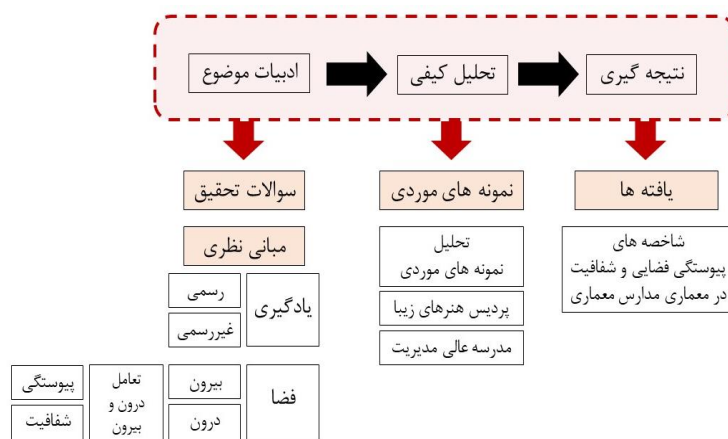 ادبیات موضوع
تحلیل کیفی
نتیجه گیری
سوالات تحقیق
مبانی نظری
یادگیری
رسمی
غیررسمی
فضا
بیرون
درون
تعامل
درون و
بیرون
پیوستگی
شفافیت
نمونه های موردی
تحلیل
نمونه های موردی
پردیس هنرهای زیبا
مدرسه عالی مدیریت
یافته ها
شاخصه های
پیوستگی فضایی و شفافیت
در معماری مدارس معماری